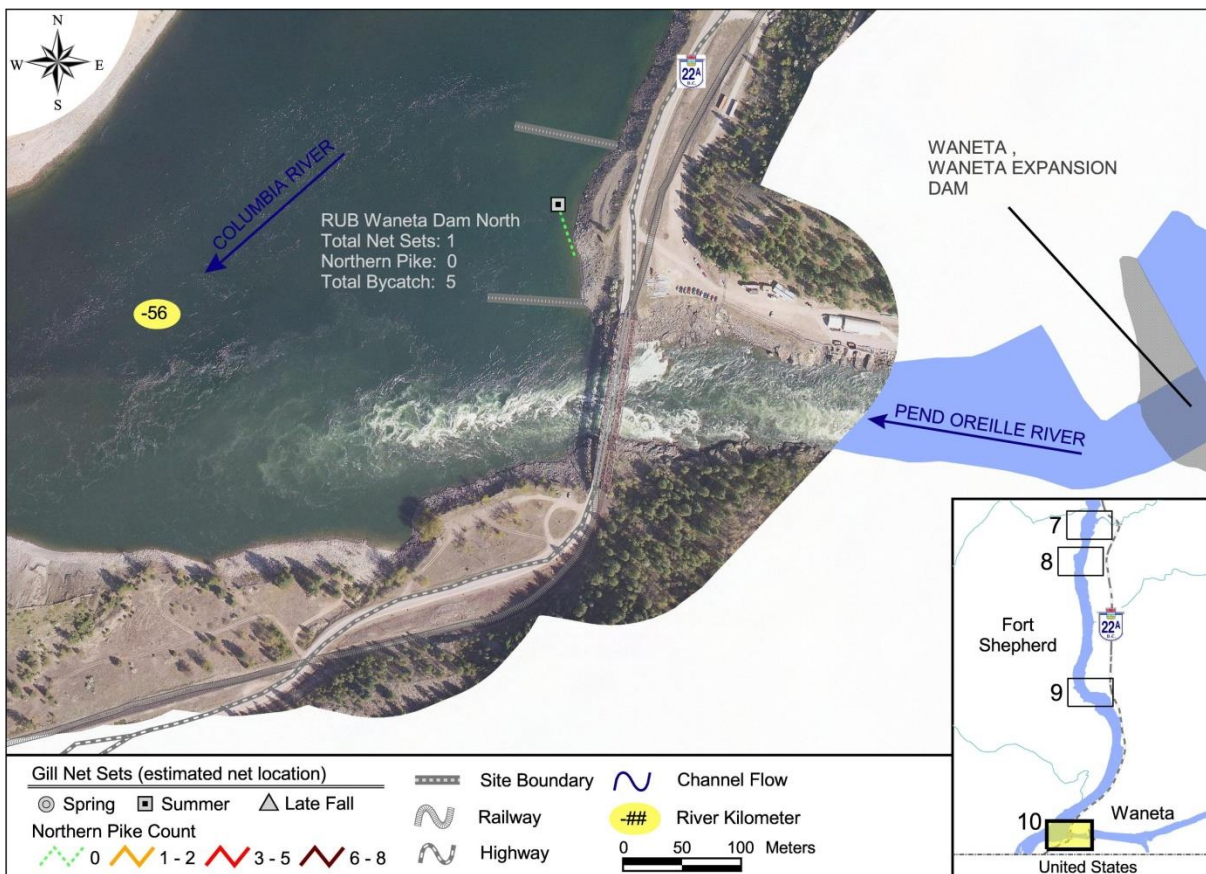 N
W E
S
22A
B.C.
COLUMBIA RIVER
RUB Waneta Dam North
Total Net Sets: 1
Northern Pike: 0
Total Bycatch: 5
-56
WANETA ,
WANETA EXPANSION
DAM
PEND OREILLE RIVER
7
8
22A
B.C.
Fort
Shepherd
9
10
Waneta
United States
Gill Net Sets (estimated net location)
Spring Summer Late Fall
Northern Pike Count
0 1 - 2 3 - 5 6 - 8
Site Boundary
Railway
Highway
Channel Flow
-## River Kilometer
0 50 100 Meters